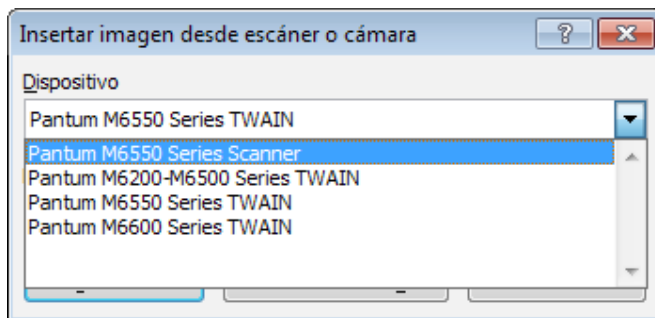 Insertar imagen desde escáner o cámara
Dispositivo
Pantum M6550 Series TWAIN
Pantum M6550 Series Scanner
Pantum M6200-M6500 Series TWAIN
Pantum M6550 Series TWAIN
Pantum M6600 Series TWAIN